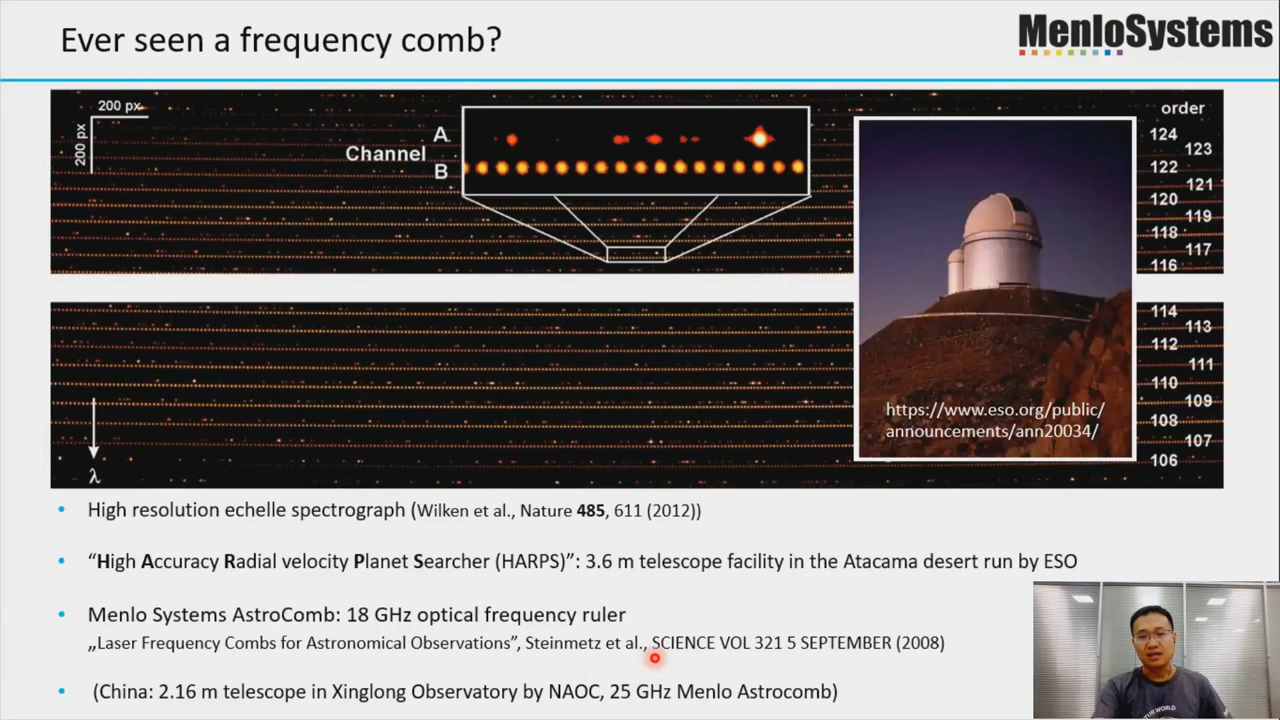 Ever seen a frequency comb?
MenloSystems
200 px
200 px
Channel
A
B
order
124
123
122
121
120
119
118
117
116
114
113
112
111
110
109
108
107
106
λ
https://www.eso.org/public/
announcements/ann20034/
• High resolution echelle spectrograph (Wilken et al., Nature 485, 611 (2012))
• “High Accuracy Radial velocity Planet Searcher (HARPS)”: 3.6 m telescope facility in the Atacama desert run by ESO
• Menlo Systems AstroComb: 18 GHz optical frequency ruler
„Laser Frequency Combs for Astronomical Observations”, Steinmetz et al., SCIENCE VOL 321 5 SEPTEMBER (2008)
• (China: 2.16 m telescope in Xinglong Observatory by NAOC, 25 GHz Menlo Astrocomb)
THE WORLD